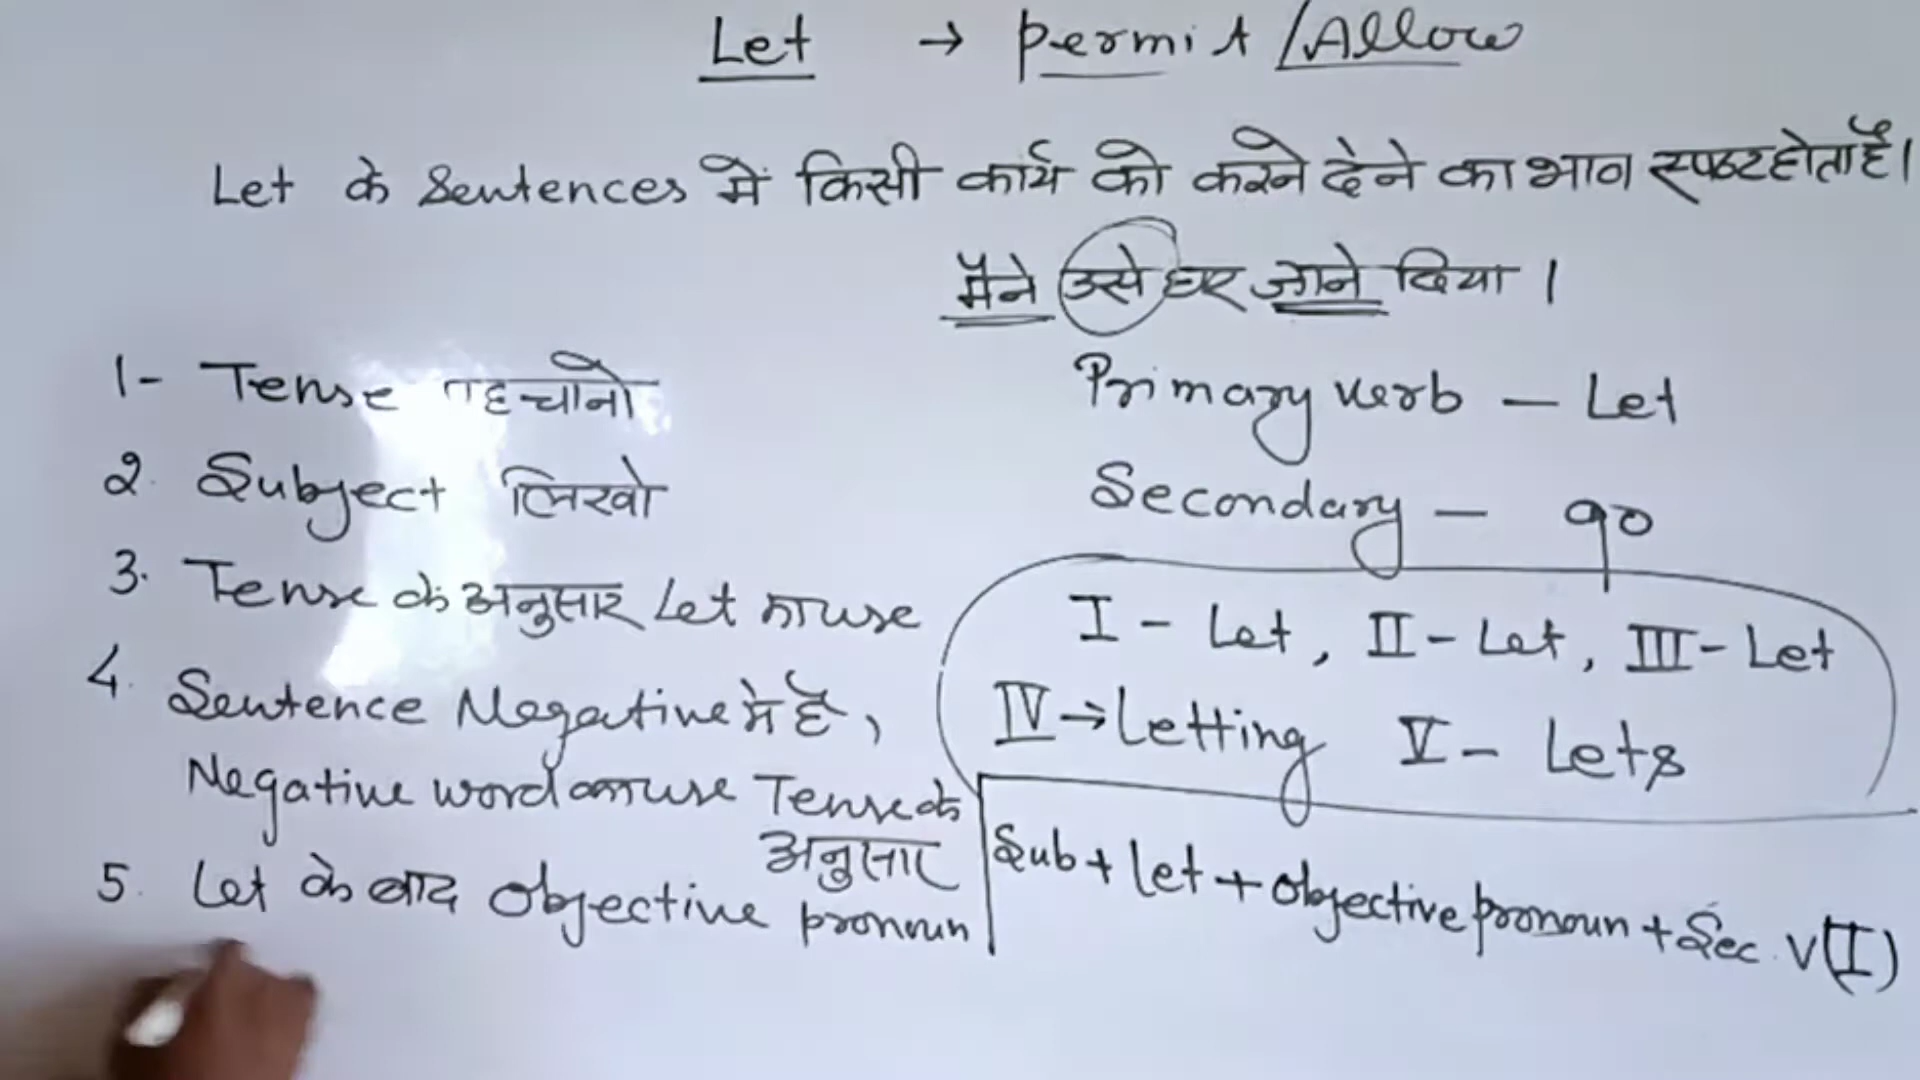 Let → permit / Allow
Let के Sentences में किसी कार्य को करने देने का भाव स्पष्ट होता है।
मैंने उसे घर जाने दिया।
1- Tense पहचानो
2. Subject लिखो
3. Tense के अनुसार Let का use
4. Sentence Negative में है,
Negative word का use Tense के
अनुसार
5. Let के बाद objective pronoun
Primary verb – Let
Secondary – go
I - Let, II - Let, III - Let
IV → Letting V - Lets
Sub + Let + objective pronoun + Sec. V(I)